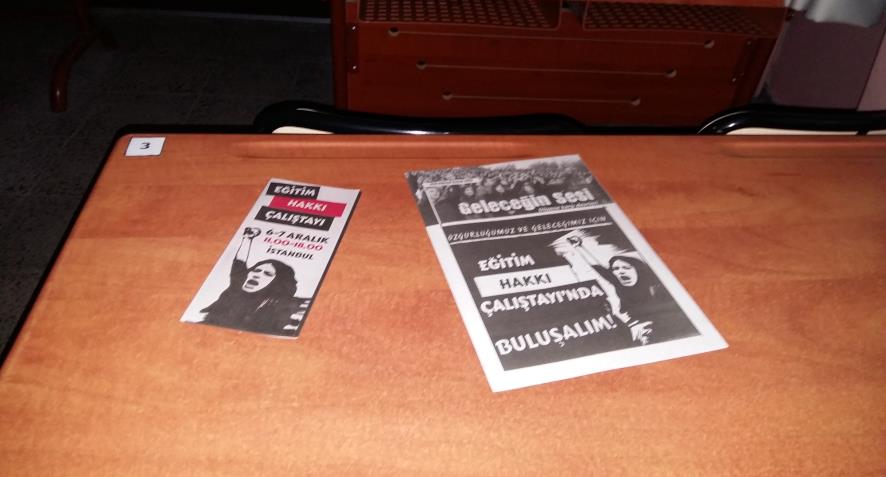 3
EĞİTİM
HAKKI
ÇALIŞTAYI
6-7 ARALIK
11.00-18.00
İSTANBUL
Geleceğin Sesi
ÖZGÜRLÜĞÜMÜZ VE GELECEĞİMİZ İÇİN
EĞİTİM
HAKKI
ÇALIŞTAYI'NDA
BULUŞALIM!